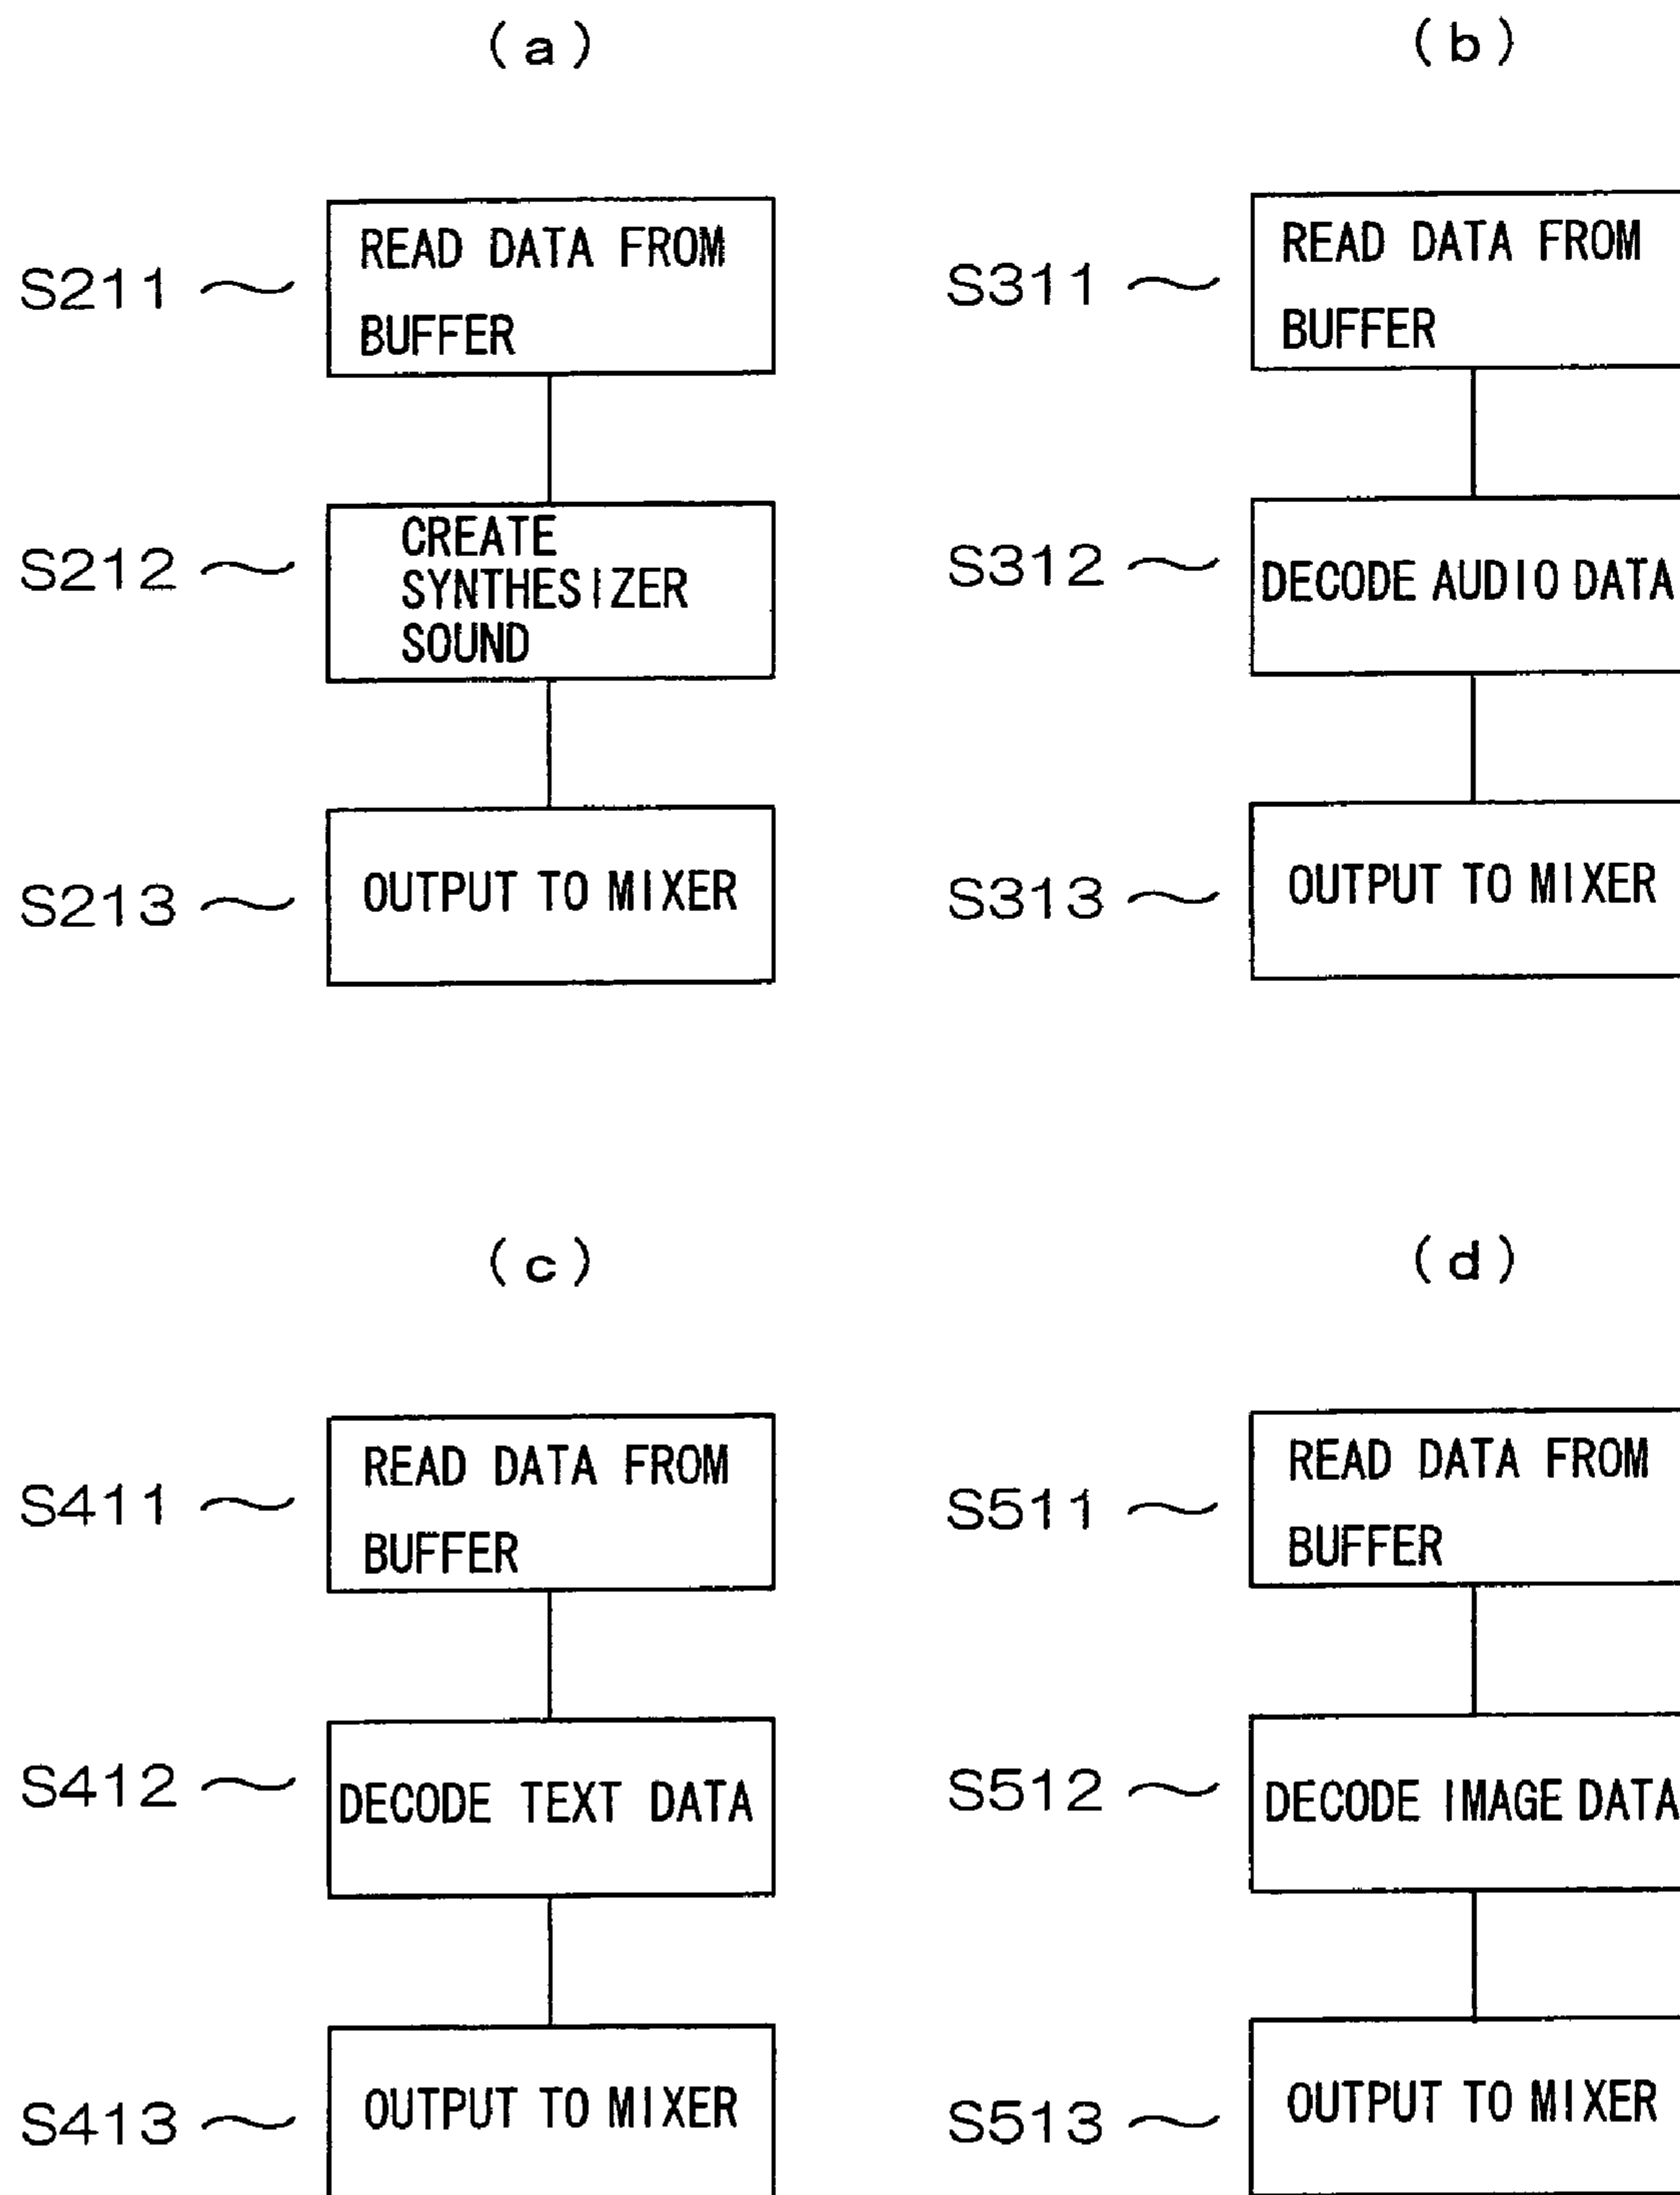 (a)
S211
READ DATA FROM
BUFFER
S212
CREATE
SYNTHESIZER
SOUND
S213
OUTPUT TO MIXER
(b)
S311
READ DATA FROM
BUFFER
S312
DECODE AUDIO DATA
S313
OUTPUT TO MIXER
(c)
S411
READ DATA FROM
BUFFER
S412
DECODE TEXT DATA
S413
OUTPUT TO MIXER
(d)
S511
READ DATA FROM
BUFFER
S512
DECODE IMAGE DATA
S513
OUTPUT TO MIXER